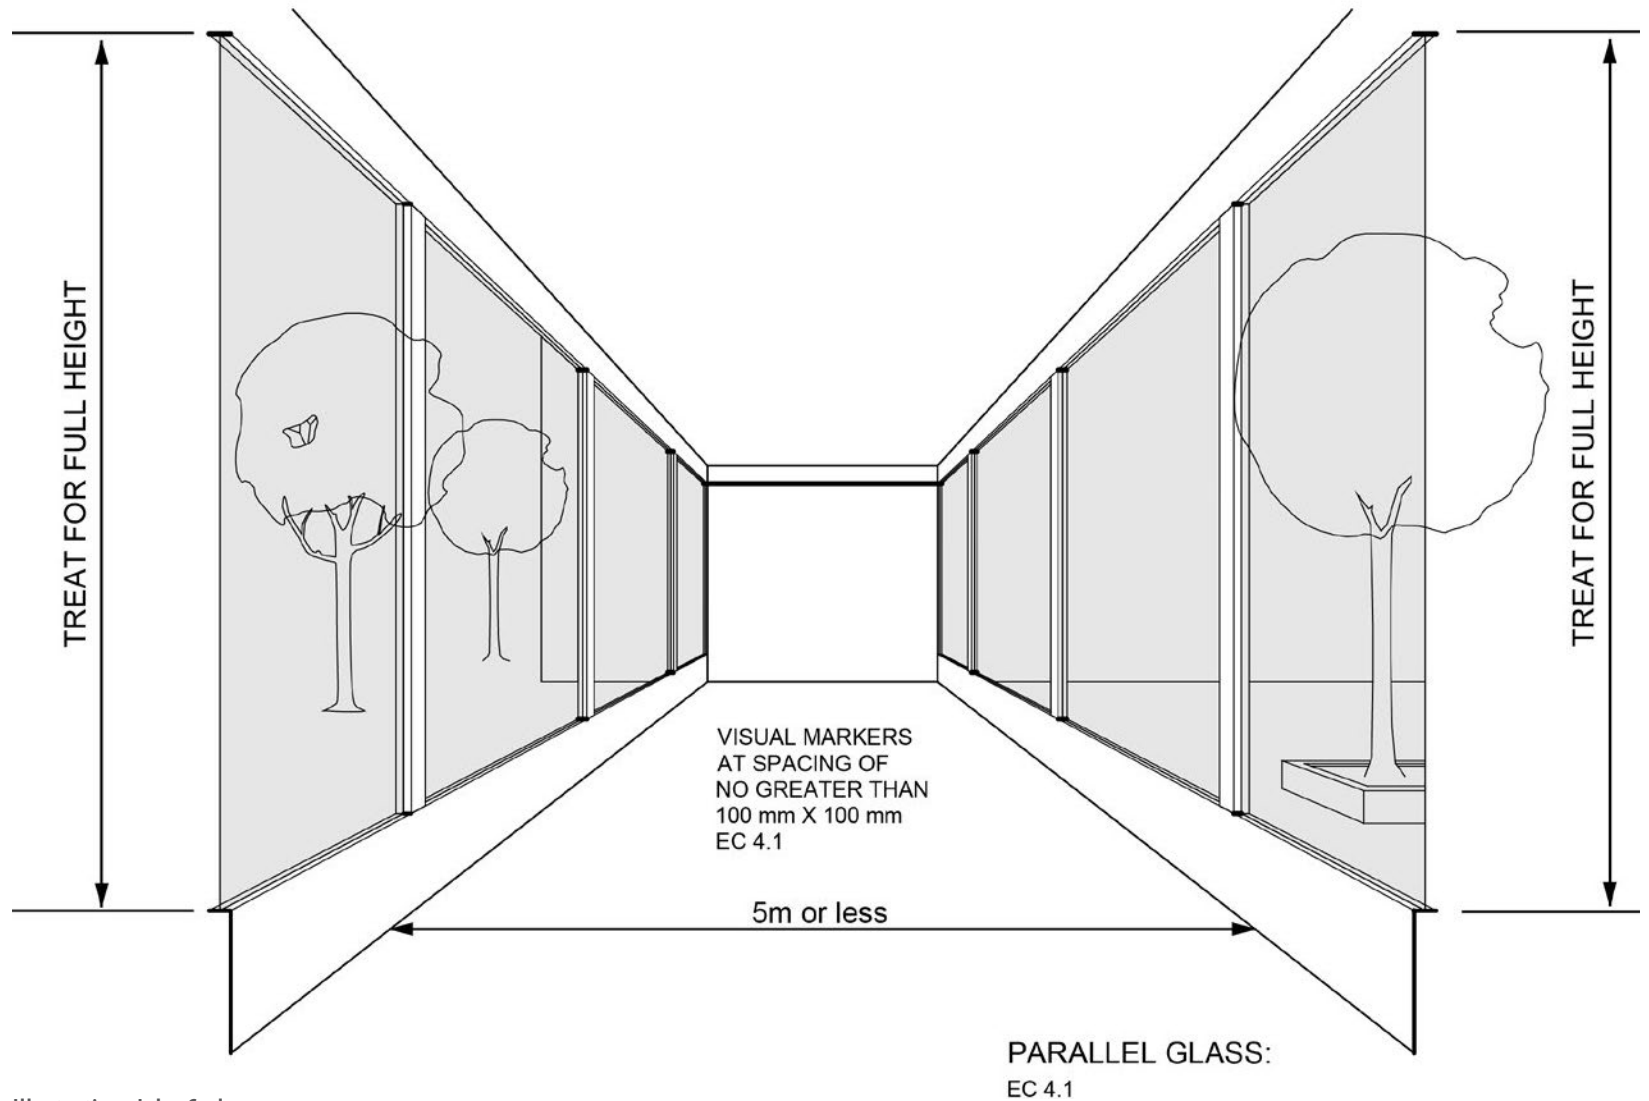 TREAT FOR FULL HEIGHT
TREAT FOR FULL HEIGHT
VISUAL MARKERS
AT SPACING OF
NO GREATER THAN
100 mm X 100 mm
EC 4.1
5m or less
PARALLEL GLASS:
EC 4.1